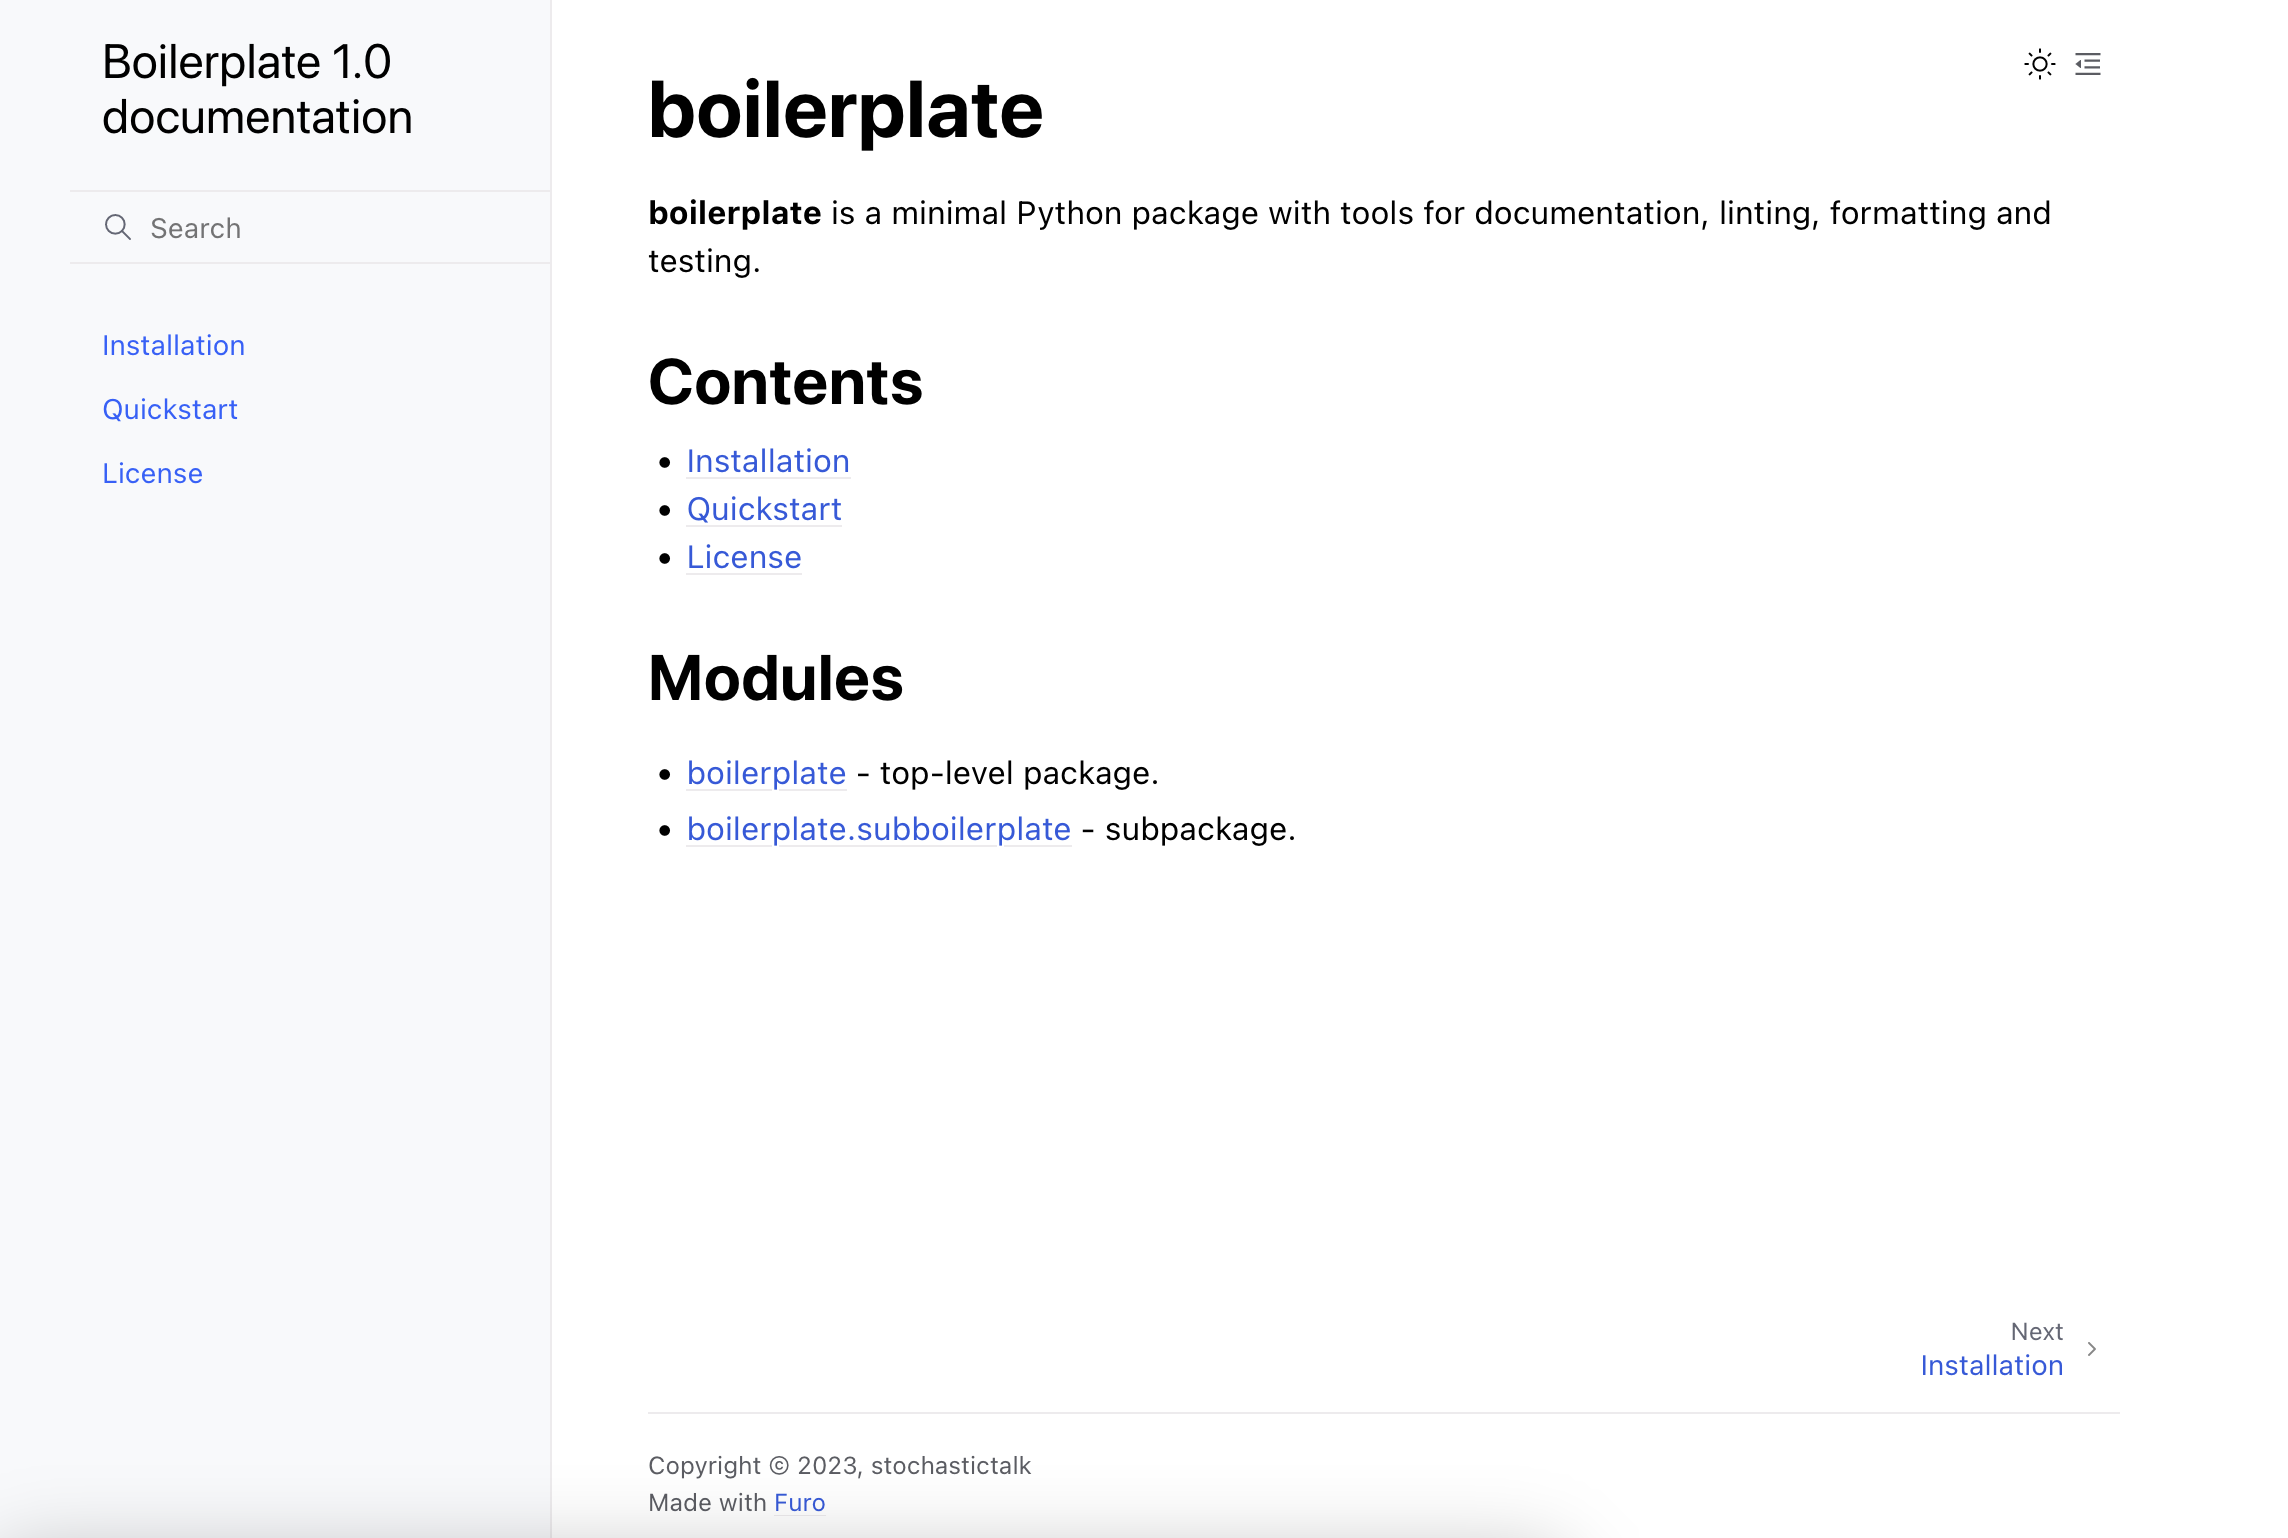 Boilerplate 1.0
documentation
Search
Installation
Quickstart
License
boilerplate
boilerplate is a minimal Python package with tools for documentation, linting, formatting and
testing.
Contents
Installation
Quickstart
License
Modules
boilerplate - top-level package.
boilerplate.subboilerplate - subpackage.
Next
Installation
Copyright © 2023, stochastictalk
Made with Furo